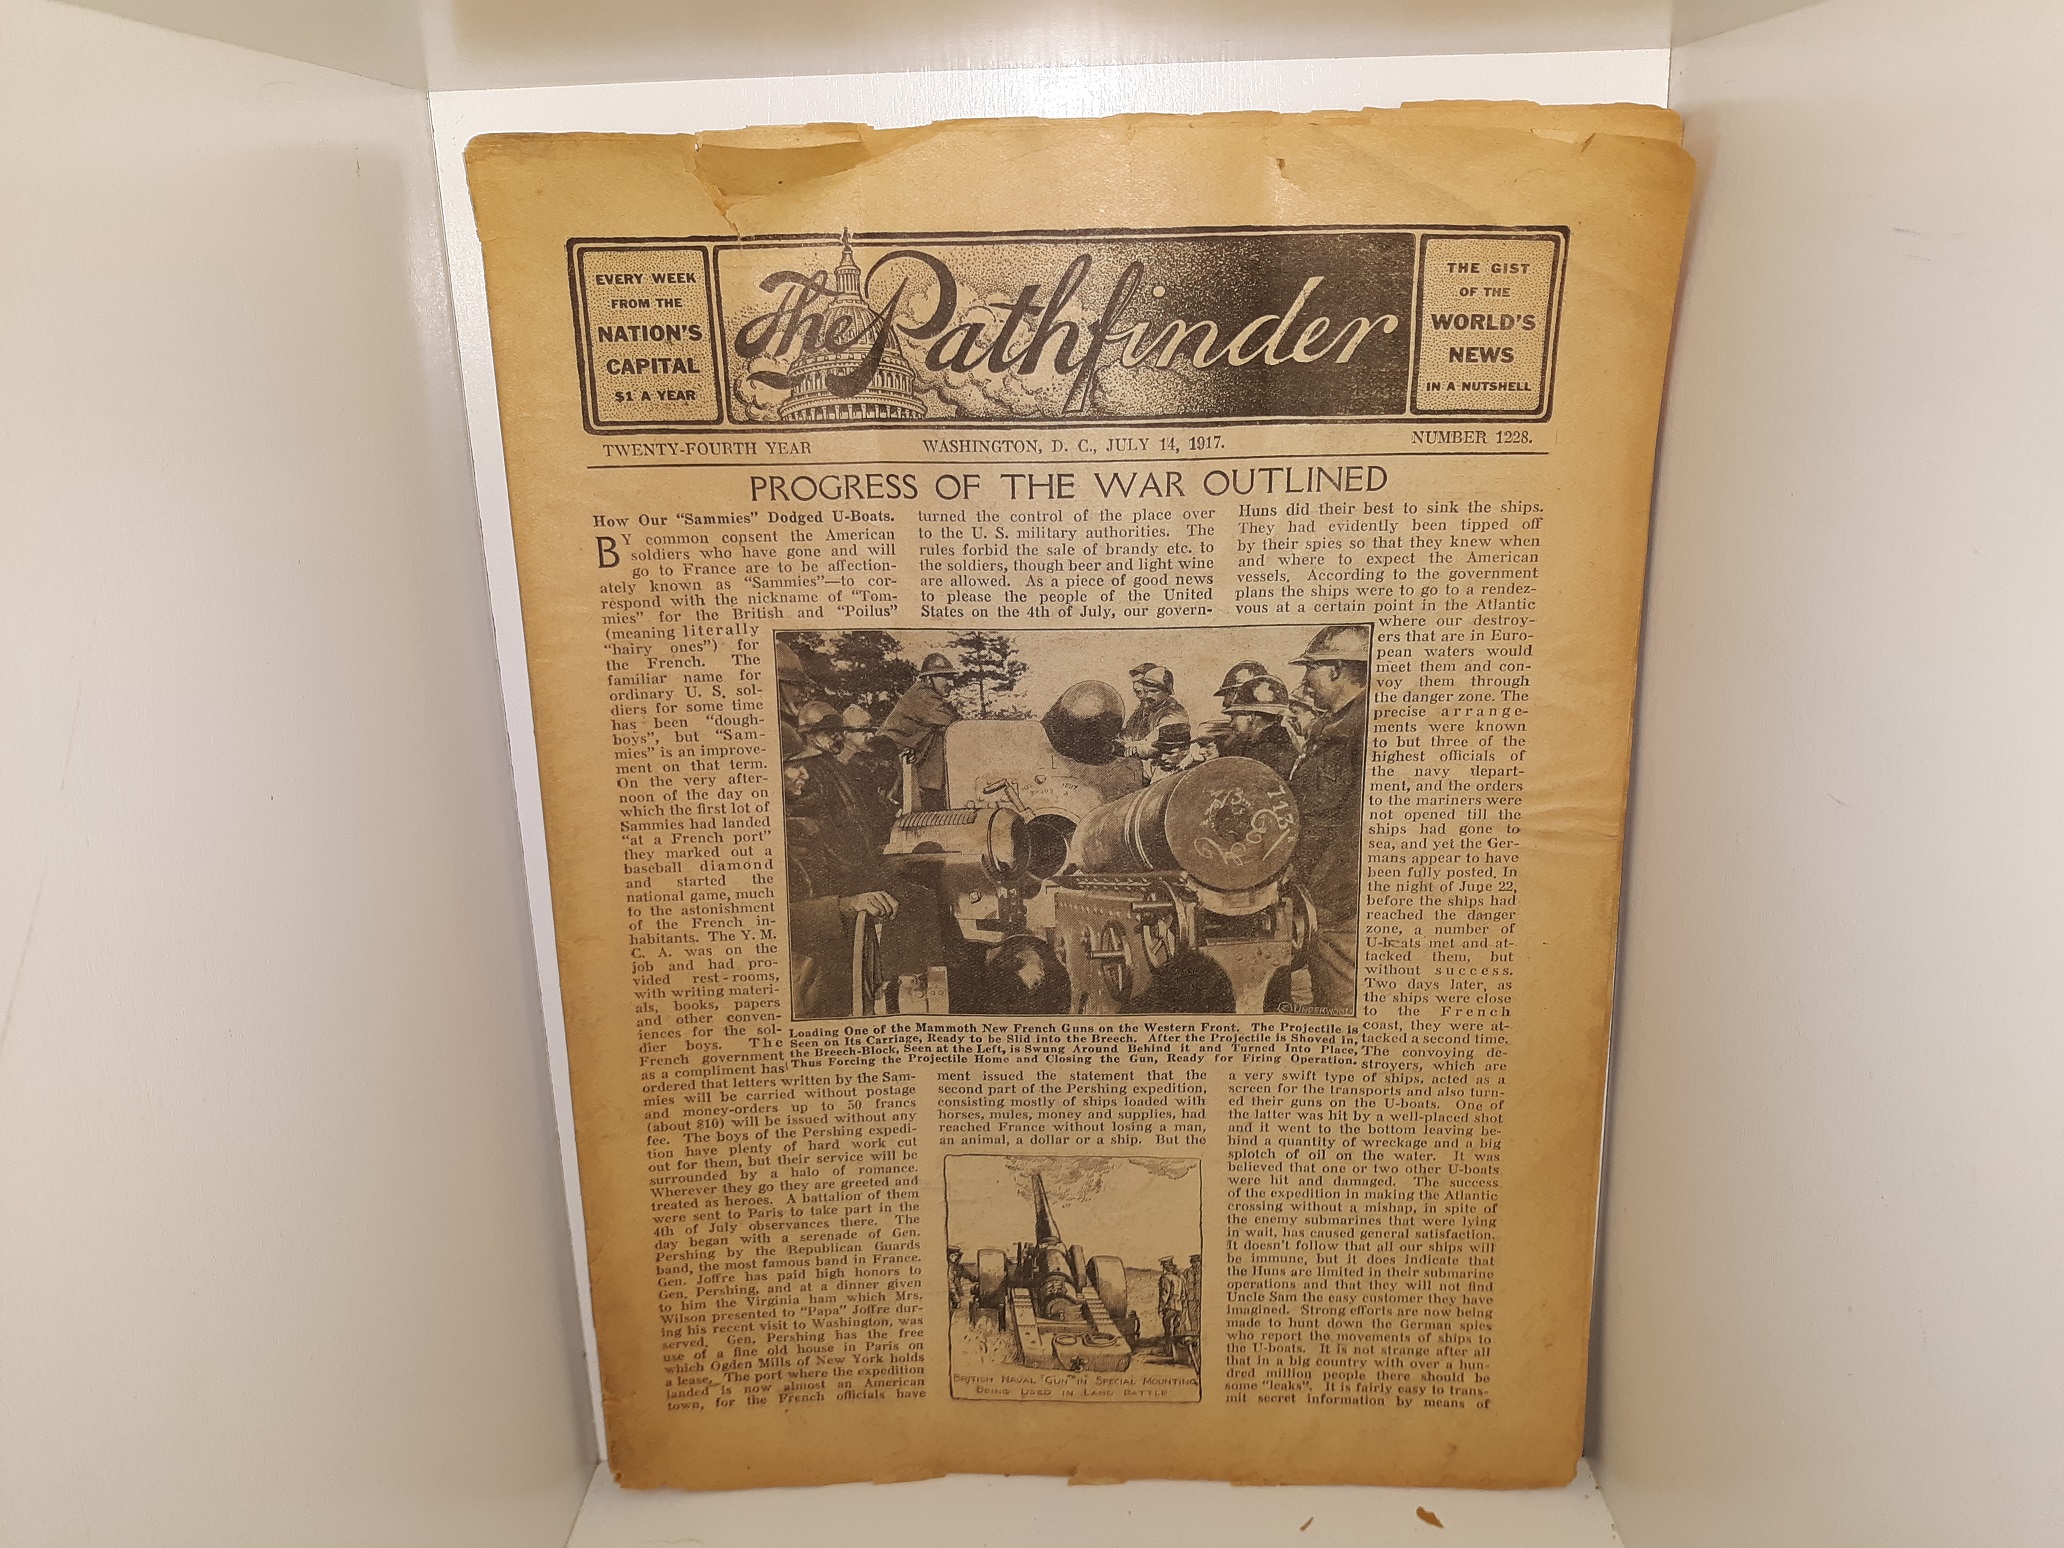 EVERY WEEK
FROM THE
NATION'S
CAPITAL
$1 A YEAR
The Pathfinder
THE GIST
OF THE
WORLD'S
NEWS
IN A NUTSHELL
TWENTY-FOURTH YEAR
WASHINGTON, D. C., JULY 14, 1917.
NUMBER 1228.
PROGRESS OF THE WAR OUTLINED
How Our "Sammies" Dodged U-Boats.
BY common consent the American
soldiers who have gone and will
go to France are to be affection-
ately known as "Sammies"—to cor-
respond with the nickname of "Tom-
mies" for the British and "Poilus"
(meaning literally
"hairy ones") for
the French. The
familiar name for
ordinary U. S. sol-
diers for some time
has been "dough-
boys", but "Sam-
mies" is an improve-
ment on that term.
On the very after-
noon of the day on
which the first lot of
Sammies had landed
"at a French port"
they marked out a
baseball diamond
and started the
national game, much
to the astonishment
of the French in-
habitants. The Y. M.
C. A. was on the
job and had pro-
vided rest-rooms,
with writing materi-
als, books, papers
and other conven-
iences for the sol-
dier boys. The
French government
as a compliment has
ordered that letters written by the Sam-
mies will be carried without postage
and money-orders up to 50 francs
(about $10) will be issued without any
fee. The boys of the Pershing expedi-
tion have plenty of hard work cut
out for them, but their service will be
surrounded by a halo of romance.
Wherever they go they are greeted and
treated as heroes. A battalion of them
were sent to Paris to take part in the
4th of July observances there. The
day began with a serenade of Gen.
Pershing by the Republican Guards
band, the most famous band in France.
Gen. Joffre has paid high honors to
Gen. Pershing, and at a dinner given
to him the Virginia ham which Mrs.
Wilson presented to "Papa" Joffre dur-
ing his recent visit to Washington, was
served. Gen. Pershing has the free
use of a fine old house in Paris on
which Ogden Mills of New York holds
a lease. The port where the expedition
landed is now almost an American
town, for the French officials have
turned the control of the place over
to the U. S. military authorities. The
rules forbid the sale of brandy etc. to
the soldiers, though beer and light wine
are allowed. As a piece of good news
to please the people of the United
States on the 4th of July, our govern-
© UNDERWOOD
Loading One of the Mammoth New French Guns on the Western Front. The Projectile is
Seen on Its Carriage, Ready to be Slid into the Breech. After the Projectile is Shoved in,
the Breech-Block, Seen at the Left, is Swung Around Behind it and Turned Into Place,
Thus Forcing the Projectile Home and Closing the Gun, Ready for Firing Operation.
ment issued the statement that the
second part of the Pershing expedition,
consisting mostly of ships loaded with
horses, mules, money and supplies, had
reached France without losing a man,
an animal, a dollar or a ship. But the
BRITISH NAVAL "GUN" IN SPECIAL MOUNTING
BEING USED IN LAND BATTLE
Huns did their best to sink the ships.
They had evidently been tipped off
by their spies so that they knew when
and where to expect the American
vessels. According to the government
plans the ships were to go to a rendez-
vous at a certain point in the Atlantic
where our destroy-
ers that are in Euro-
pean waters would
meet them and con-
voy them through
the danger zone. The
precise arrange-
ments were known
to but three of the
highest officials of
the navy depart-
ment, and the orders
to the mariners were
not opened till the
ships had gone to
sea, and yet the Ger-
mans appear to have
been fully posted. In
the night of June 22,
before the ships had
reached the danger
zone, a number of
U-boats met and at-
tacked them, but
without success.
Two days later, as
the ships were close
to the French
coast, they were at-
tacked a second time.
The convoying de-
stroyers, which are
a very swift type of ships, acted as a
screen for the transports and also turn-
ed their guns on the U-boats. One of
the latter was hit by a well-placed shot
and it went to the bottom leaving be-
hind a quantity of wreckage and a big
splotch of oil on the water. It was
believed that one or two other U-boats
were hit and damaged. The success
of the expedition in making the Atlantic
crossing without a mishap, in spite of
the enemy submarines that were lying
in wait, has caused general satisfaction.
It doesn't follow that all our ships will
be immune, but it does indicate that
the Huns are limited in their submarine
operations and that they will not find
Uncle Sam the easy customer they have
imagined. Strong efforts are now being
made to hunt down the German spies
who report the movements of ships to
the U-boats. It is not strange after all
that in a big country with over a hun-
dred million people there should be
some "leaks". It is fairly easy to trans-
mit secret information by means of